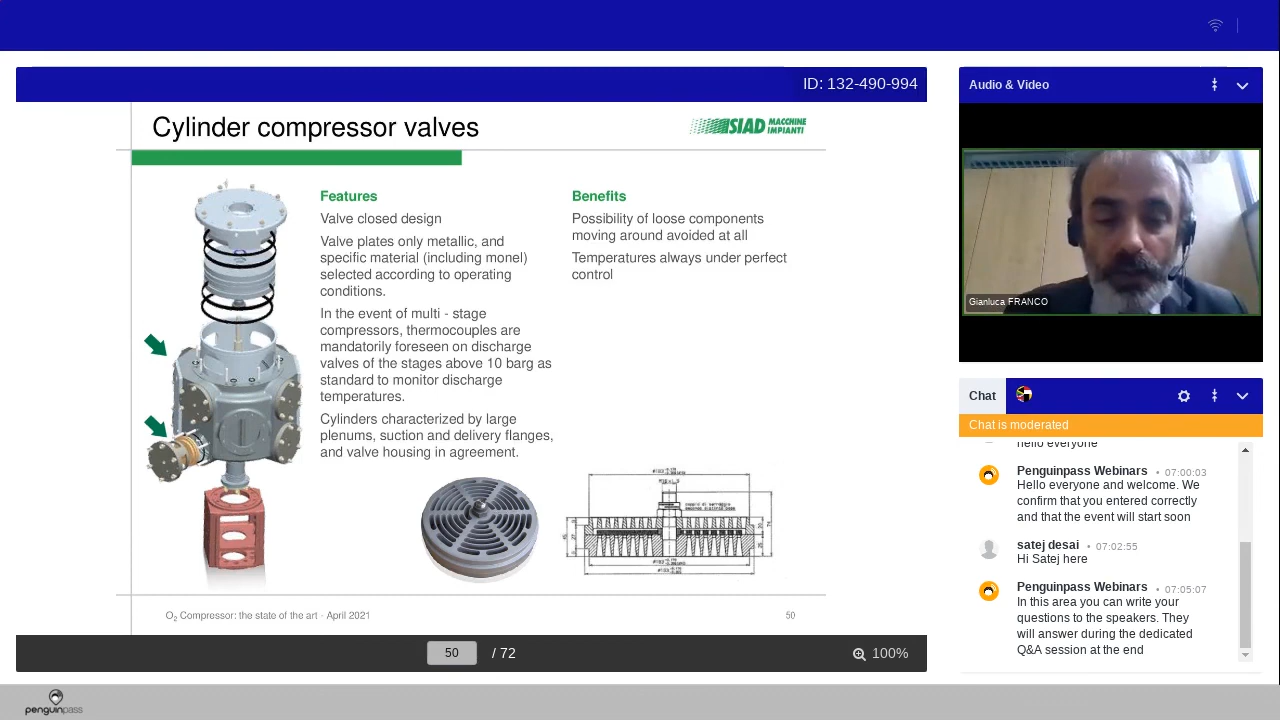 ID: 132-490-994
Cylinder compressor valves
SIAD MACCHINE
IMPIANTI
Features
Valve closed design
Valve plates only metallic, and
specific material (including monel)
selected according to operating
conditions.
In the event of multi - stage
compressors, thermocouples are
mandatorily foreseen on discharge
valves of the stages above 10 barg as
standard to monitor discharge
temperatures.
Cylinders characterized by large
plenums, suction and delivery flanges,
and valve housing in agreement.
Benefits
Possibility of loose components
moving around avoided at all
Temperatures always under perfect
control
O2 Compressor: the state of the art - April 2021
50
50 / 72
100%
Audio & Video
Gianluca FRANCO
Chat
Chat is moderated
hello everyone
Penguinpass Webinars • 07:00:03
Hello everyone and welcome. We
confirm that you entered correctly
and that the event will start soon
satej desai • 07:02:55
Hi Satej here
Penguinpass Webinars • 07:05:07
In this area you can write your
questions to the speakers. They
will answer during the dedicated
Q&A session at the end
penguinpass